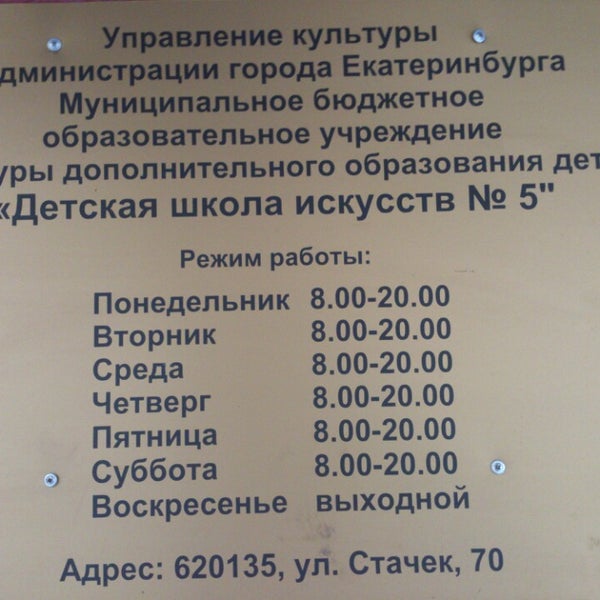 Управление культуры
дминистрации города Екатеринбурга
Муниципальное бюджетное
образовательное учреждение
уры дополнительного образования дет
«Детская школа искусств № 5"
Режим работы:
Понедельник 8.00-20.00
Вторник 8.00-20.00
Среда 8.00-20.00
Четверг 8.00-20.00
Пятница 8.00-20.00
Суббота 8.00-20.00
Воскресенье выходной
Адрес: 620135, ул. Стачек, 70